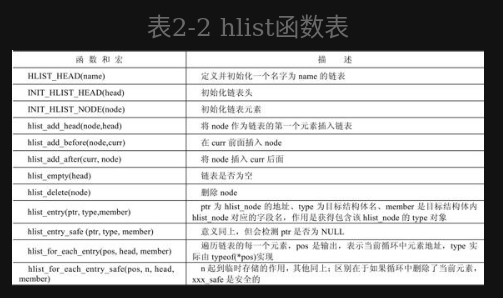 表2-2 hlist函数表
函 数 和 宏 描 述
HLIST_HEAD(name) 定义并初始化一个名字为 name 的链表
INIT_HLIST_HEAD(head) 初始化链表头
INIT_HLIST_NODE(node) 初始化链表元素
hlist_add_head(node,head) 将 node 作为链表的第一个元素插入链表
hlist_add_before(node,curr) 在 curr 前面插入 node
hlist_add_after(curr, node) 将 node 插入 curr 后面
hlist_empty(head) 链表是否为空
hlist_delete(node) 删除 node
hlist_entry(ptr, type,member) ptr 为 hlist_node 的地址、type 为目标结构体名、member 是目标结构体内
hlist_node 对应的字段名，作用是获得包含该 hlist_node 的 type 对象
hlist_entry_safe (ptr, type, member) 意义同上，但会检测 ptr 是否为 NULL
hlist_for_each_entry(pos, head, member) 遍历链表的每一个元素，pos 是输出，表示当前循环中元素地址，type 实
际由 typeof(*pos)实现
hlist_for_each_entry_safe(pos, n, head, n 起到临时存储的作用，其他同上；区别在于如果循环中删除了当前元素，
member) xxx_safe 是安全的